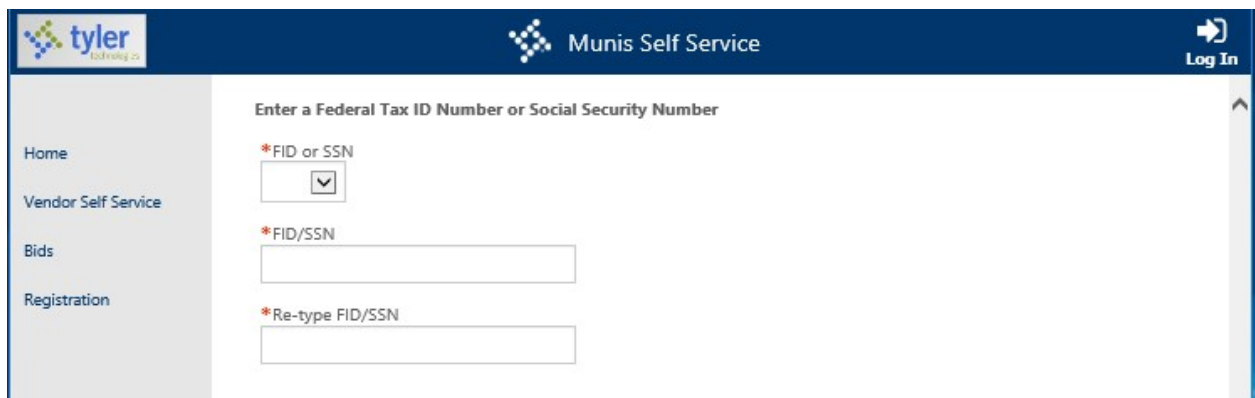 tyler
technologies
Munis Self Service
Log In
Enter a Federal Tax ID Number or Social Security Number
Home
Vendor Self Service
Bids
Registration
*FID or SSN
*FID/SSN
*Re-type FID/SSN